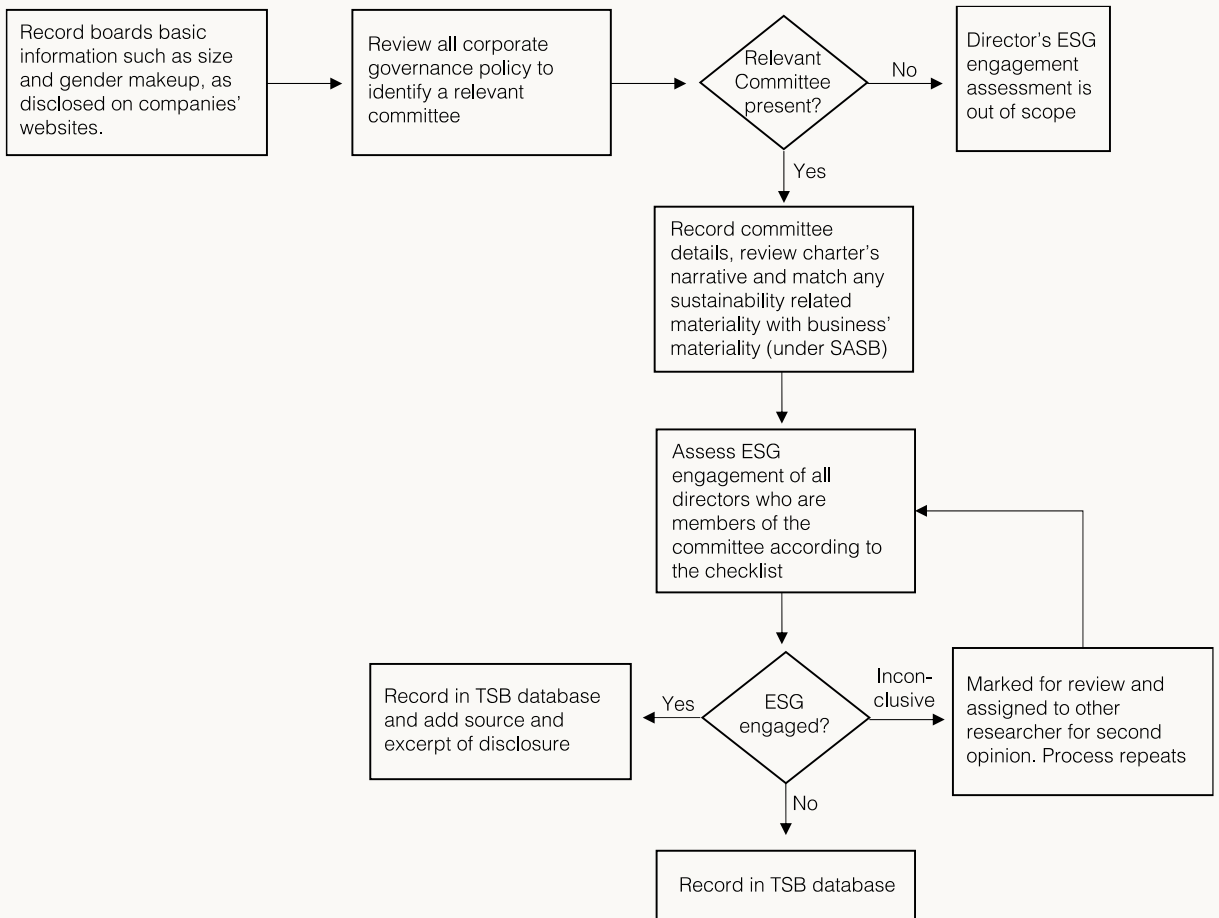 Record boards basic
information such as size
and gender makeup, as
disclosed on companies’
websites.
Review all corporate
governance policy to
identify a relevant
committee
Relevant
Committee
present?
No
Director’s ESG
engagement
assessment is
out of scope
Yes
Record committee
details, review charter’s
narrative and match any
sustainability related
materiality with business’
materiality (under SASB)
Assess ESG
engagement of all
directors who are
members of the
committee according to
the checklist
ESG
engaged?
Yes
Record in TSB database
and add source and
excerpt of disclosure
Incon-
clusive
Marked for review and
assigned to other
researcher for second
opinion. Process repeats
No
Record in TSB database